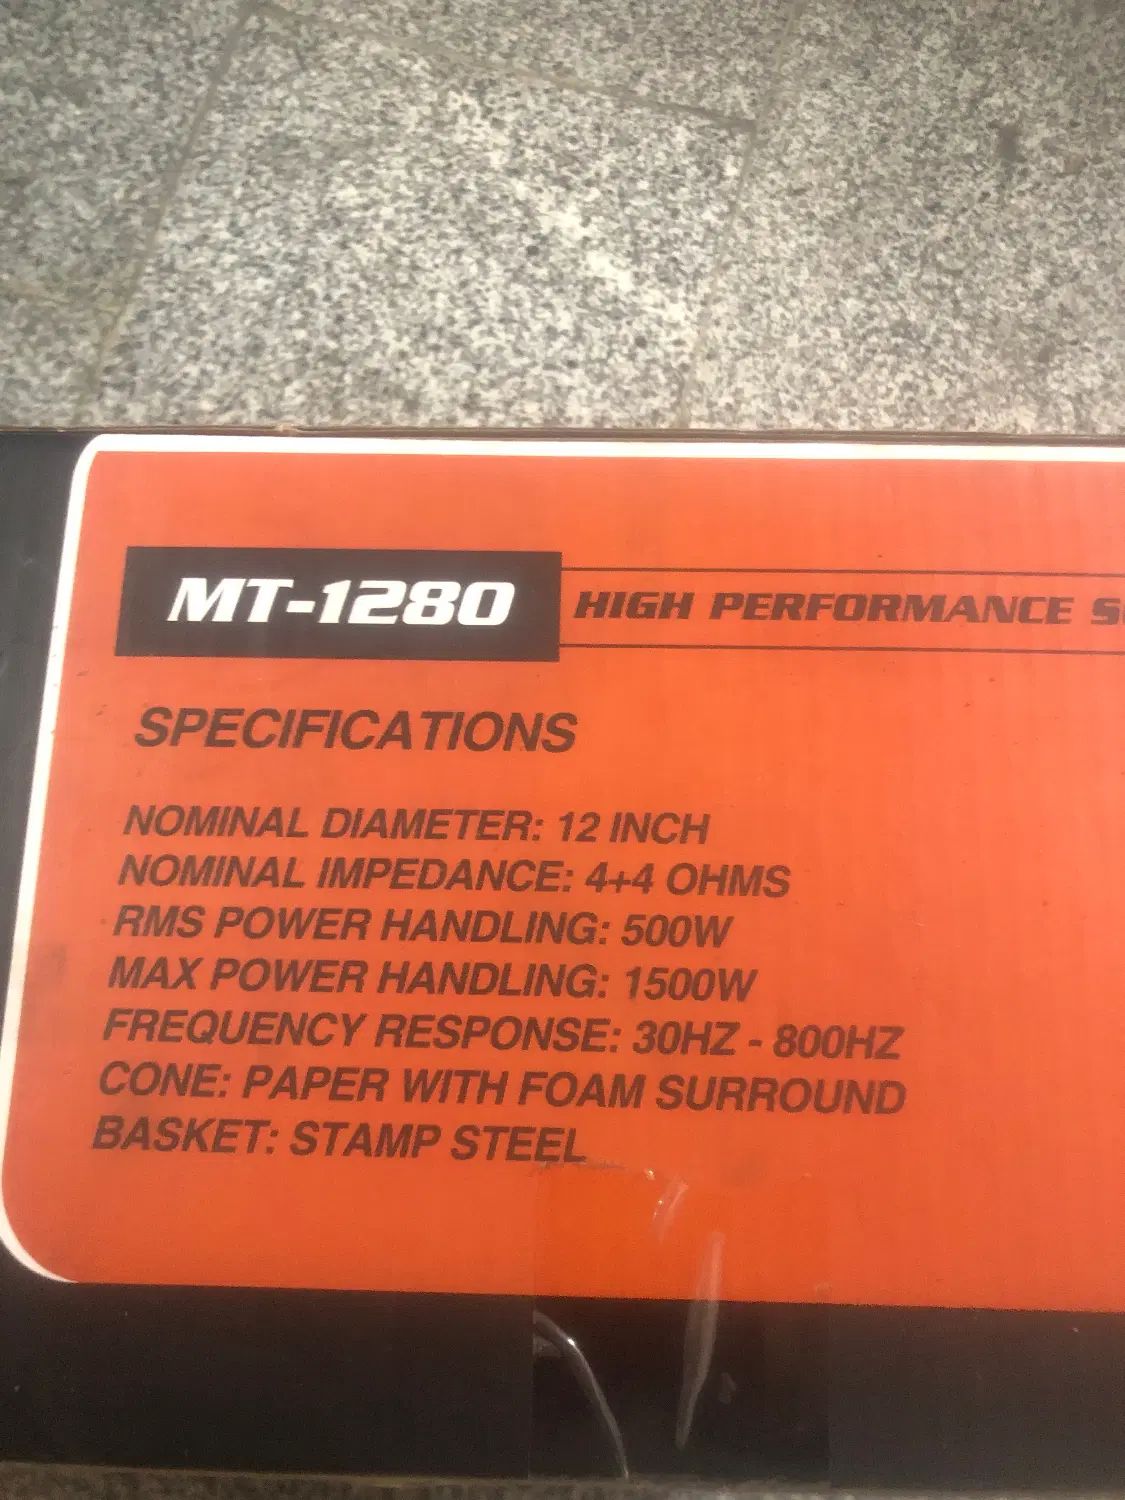 MT-1280
HIGH PERFORMANCE
SPECIFICATIONS
NOMINAL DIAMETER: 12 INCH
NOMINAL IMPEDANCE: 4+4 OHMS
RMS POWER HANDLING: 500W
MAX POWER HANDLING: 1500W
FREQUENCY RESPONSE: 30HZ - 800HZ
CONE: PAPER WITH FOAM SURROUND
BASKET: STAMP STEEL